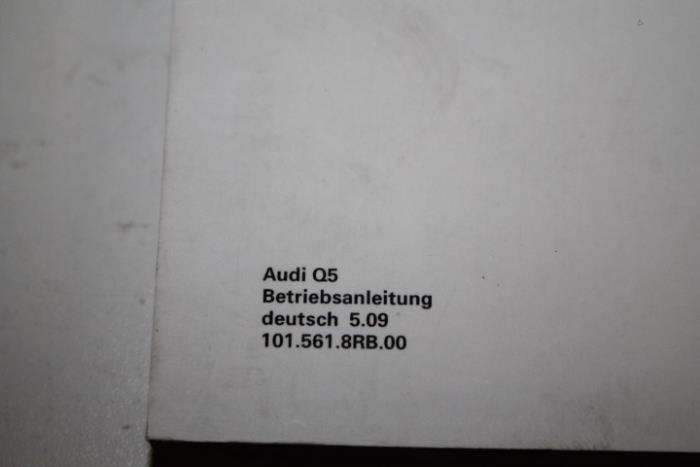 Audi Q5
Betriebsanleitung
deutsch 5.09
101.561.8RB.00